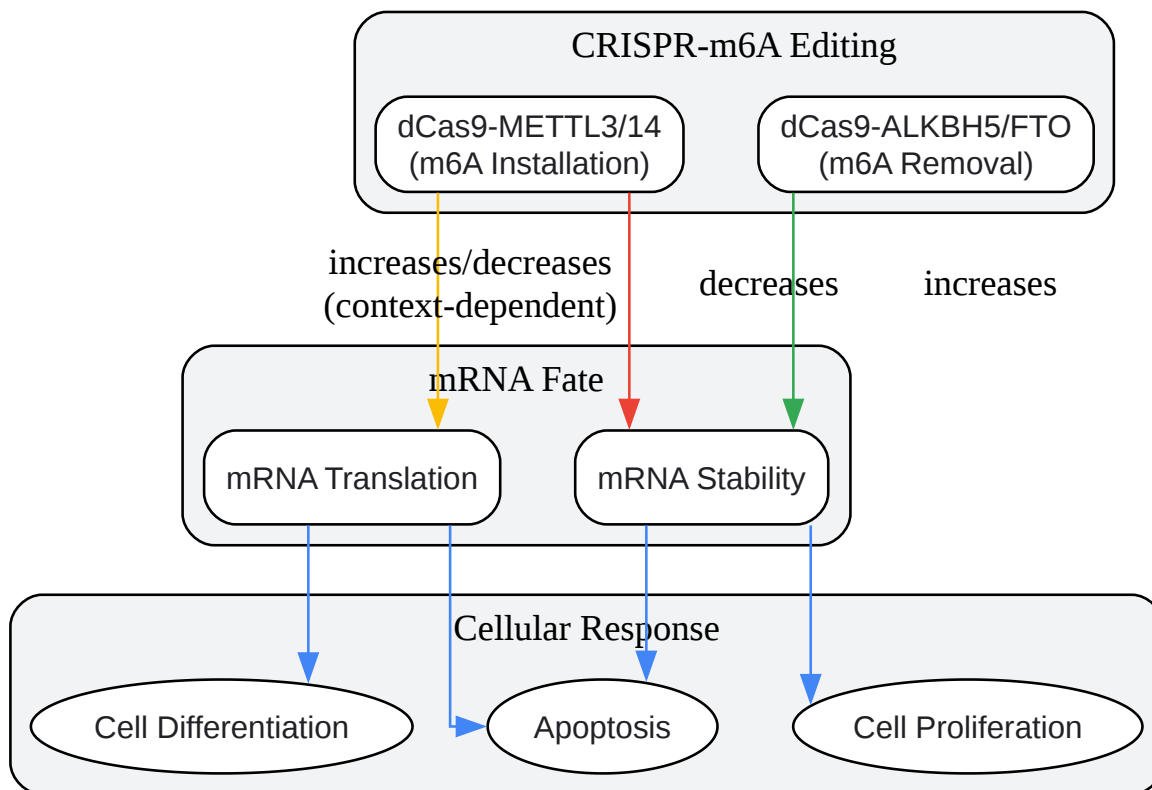 CRISPR-m6A Editing
dCas9-METTL3/14
(m6A Installation)
dCas9-ALKBH5/FTO
(m6A Removal)
increases/decreases
(context-dependent)
decreases
increases
mRNA Fate
mRNA Translation
mRNA Stability
Cellular Response
Cell Differentiation
Apoptosis
Cell Proliferation